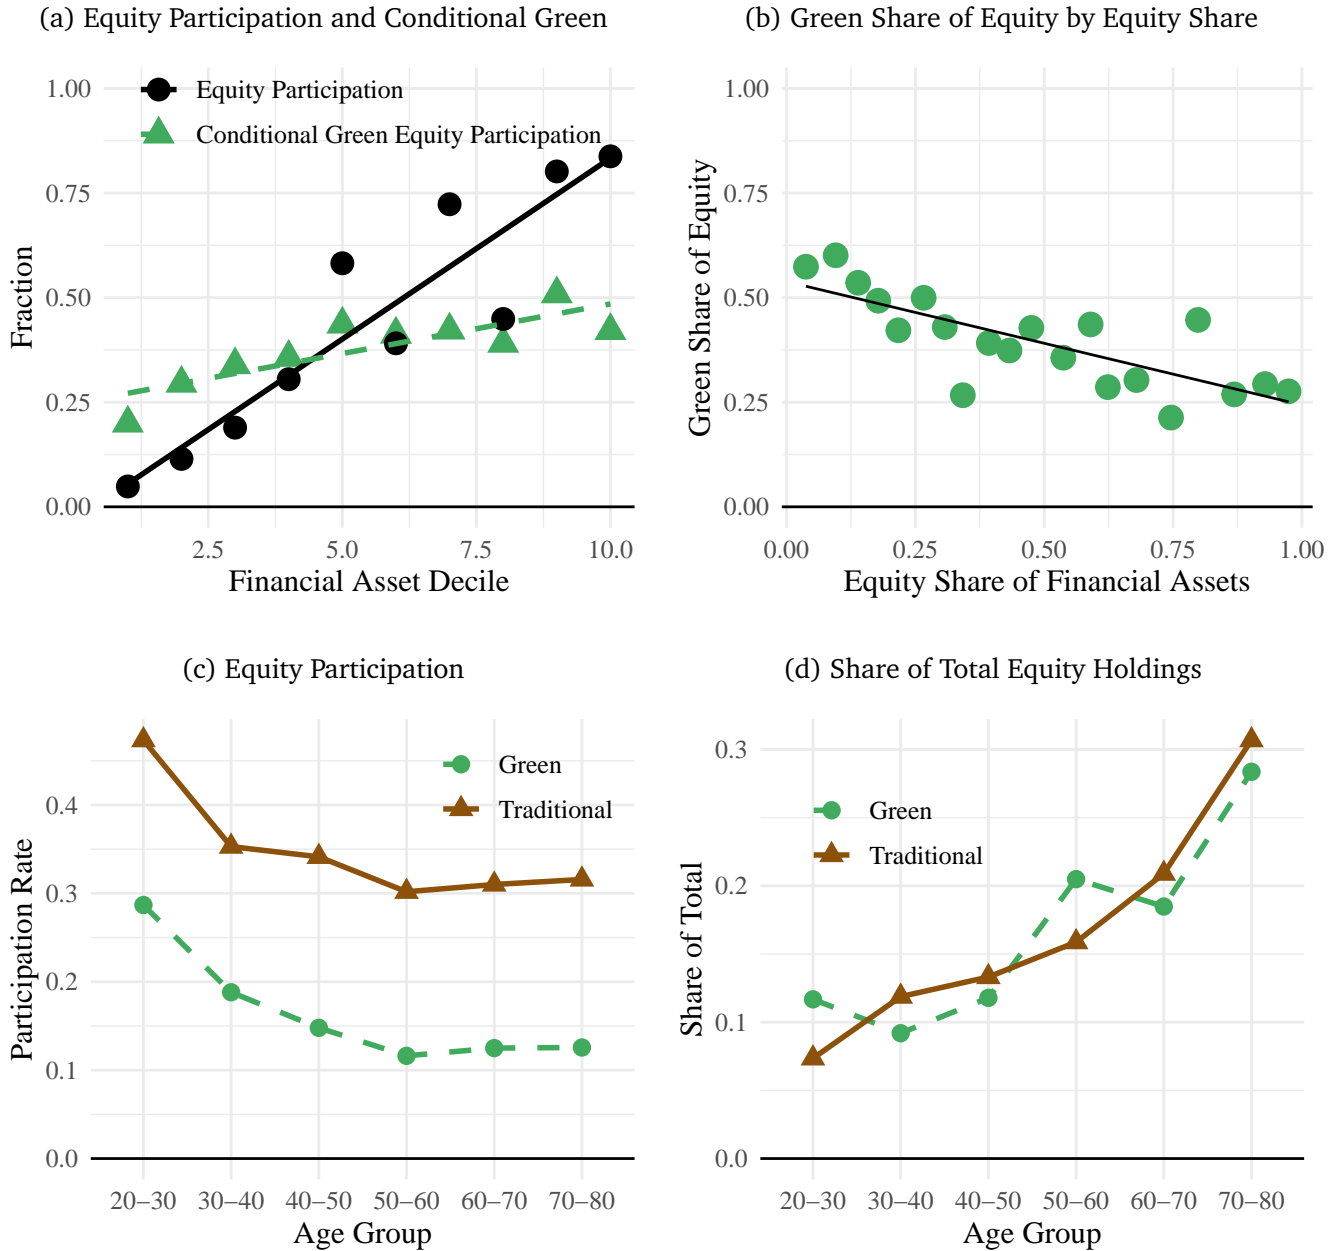 (a) Equity Participation and Conditional Green
Fraction
1.00
0.75
0.50
0.25
0.00
Equity Participation
Conditional Green Equity Participation
2.5 5.0 7.5 10.0
Financial Asset Decile
(b) Green Share of Equity by Equity Share
Green Share of Equity
1.00
0.75
0.50
0.25
0.00
0.00 0.25 0.50 0.75 1.00
Equity Share of Financial Assets
(c) Equity Participation
Participation Rate
0.4
0.3
0.2
0.1
0.0
Green
Traditional
20–30 30–40 40–50 50–60 60–70 70–80
Age Group
(d) Share of Total Equity Holdings
Share of Total
0.3
0.2
0.1
0.0
Green
Traditional
20–30 30–40 40–50 50–60 60–70 70–80
Age Group